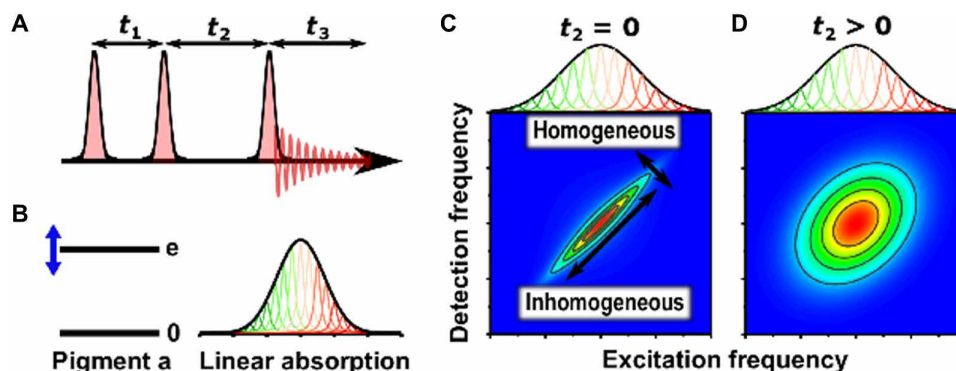 A
t1
t2
t3
B
e
0
Pigment a
Linear absorption
C
t2 = 0
D
t2 > 0
Homogeneous
Inhomogeneous
Detection frequency
Excitation frequency